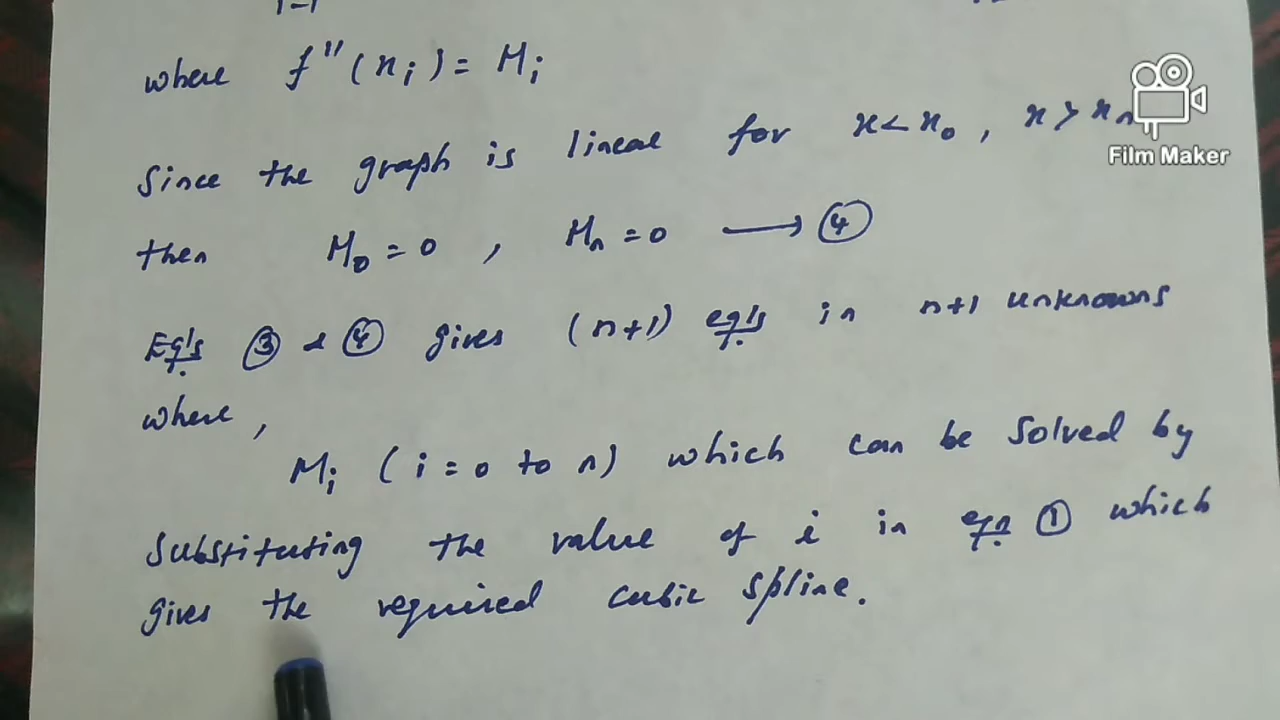 where f''(xᵢ) = Mᵢ
Since the graph is linear for x < x₀ , x > xₙ
then M₀ = 0 , Mₙ = 0 ⟶ ④
Eq's ③ & ④ gives (n+1) eq's in n+1 unknowns
where ,
Mᵢ ( i = 0 to n) which can be solved by
substituting the value of i in eqn ① which
gives the required cubic spline.
Film Maker